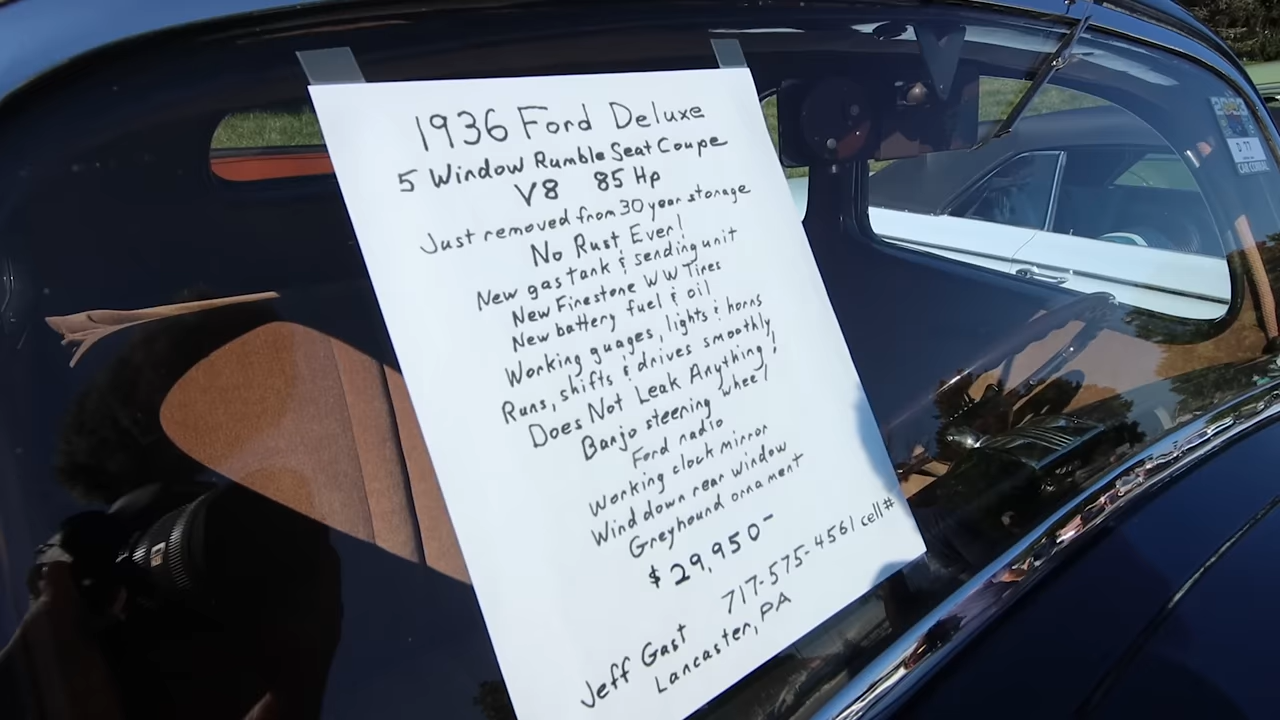 1936 Ford Deluxe
5 Window Rumble Seat Coupe
V8 85 Hp
Just removed from 30 year storage
No Rust Ever!
New gas tank & sending unit
New Finestone WW Tires
New battery fuel & oil
Working guages, lights & horns
Runs, shifts & drives smoothly
Does Not Leak Anything!
Banjo steering wheel
Ford radio
Working clock mirror
Wind down rear window
Greyhound ornament
$29,950-
717-575-4561 cell#
Jeff Gast
Lancaster, PA
CAR CLASSIC